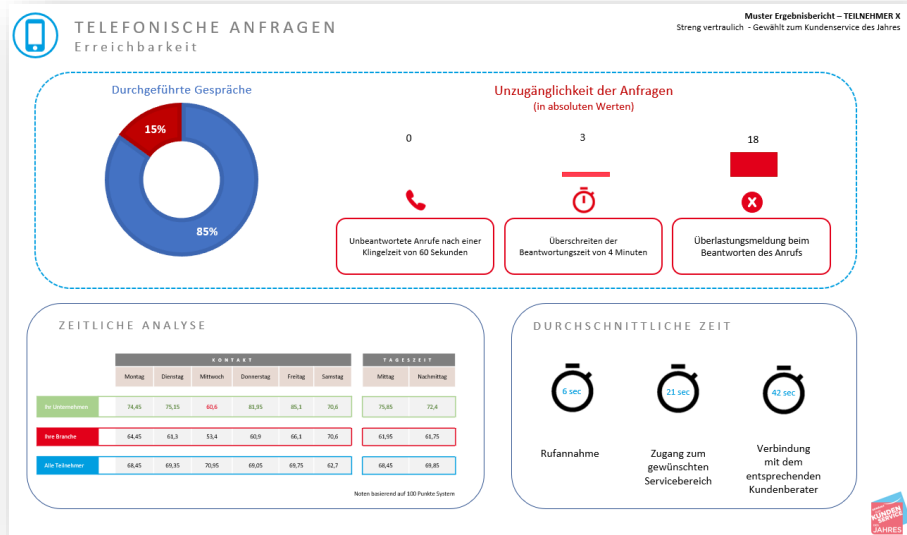 TELEFONISCHE ANFRAGEN
Erreichbarkeit
Muster Ergebnisbericht – TEILNEHMER X
Streng vertraulich - Gewählt zum Kundenservice des Jahres
Durchgeführte Gespräche
15%
85%
Unzugänglichkeit der Anfragen
(in absoluten Werten)
0
3
18
X
Unbeantwortete Anrufe nach einer
Klingelzeit von 60 Sekunden
Überschreiten der
Beantwortungszeit von 4 Minuten
Überlastungsmeldung beim
Beantworten des Anrufs
ZEITLICHE ANALYSE
KONTAKT TAGESZEIT
Montag Dienstag Mittwoch Donnerstag Freitag Samstag Mittag Nachmittag
Ihr Unternehmen 74,45 75,15 60,6 81,95 85,1 70,6 75,85 72,4
Ihre Branche 64,45 61,3 53,4 60,9 66,1 70,6 61,95 61,75
Alle Teilnehmer 68,45 69,35 70,95 69,05 69,75 62,7 68,45 69,85
Noten basierend auf 100 Punkte System
DURCHSCHNITTLICHE ZEIT
6 sec
21 sec
42 sec
Rufannahme
Zugang zum
gewünschten
Servicebereich
Verbindung
mit dem
entsprechenden
Kundenberater
KUNDEN
SERVICE
JAHRES